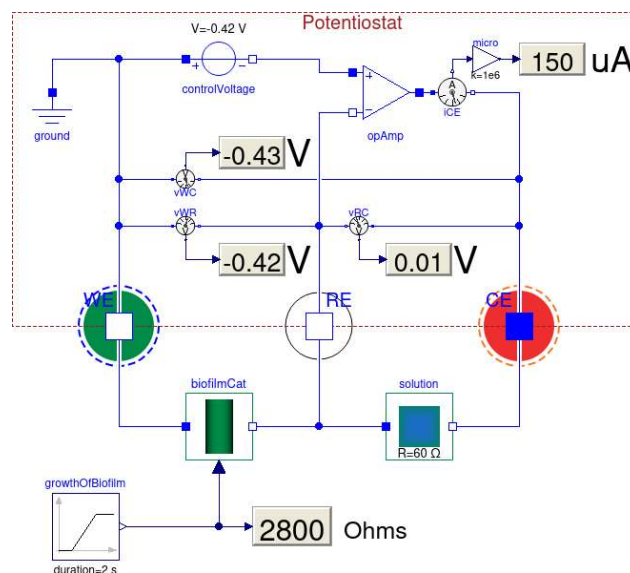 Potentiostat
V=-0.42 V
+
-
controlVoltage
ground
micro
k=1e6
150
uA
+
-
opAmp
A
iCE
-0.43
V
vWC
vWR
vRC
-0.42
V
0.01
V
WE
RE
CE
biofilmCat
solution
R=60 Ω
growthOfBiofilm
duration=2 s
2800
Ohms